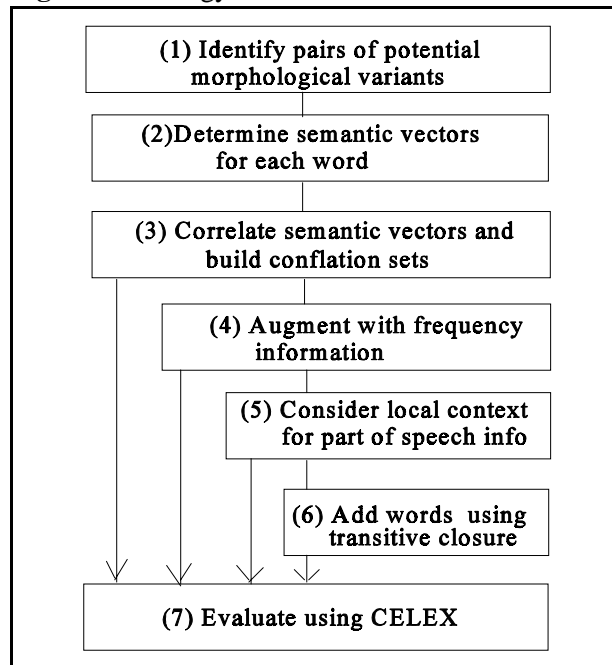 (1) Identify pairs of potential
morphological variants
(2)Determine semantic vectors
for each word
(3) Correlate semantic vectors and
build conflation sets
(4) Augment with frequency
information
(5) Consider local context
for part of speech info
(6) Add words using
transitive closure
(7) Evaluate using CELEX